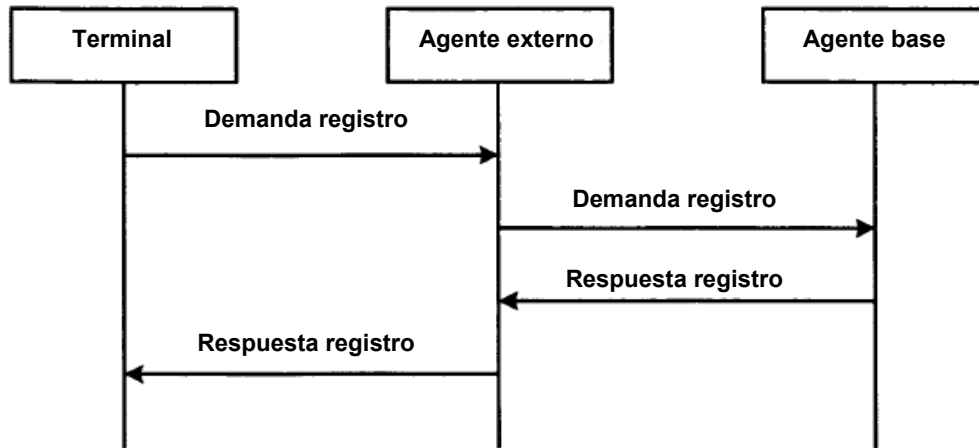 Terminal
Agente externo
Agente base
Demanda registro
Demanda registro
Respuesta registro
Respuesta registro